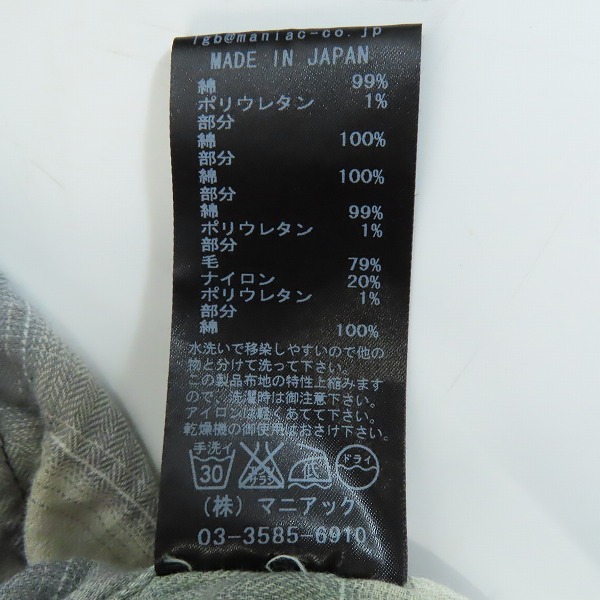 lgb@maniac-co.jp
MADE IN JAPAN
綿 99%
ポリウレタン 1%
部分
綿 100%
部分
綿 100%
部分
綿 99%
ポリウレタン 1%
部分
毛 79%
ナイロン 20%
ポリウレタン 1%
部分
綿 100%
水洗いで移染しやすいので他の
物と分けて洗って下さい。
この製品布地の特性上縮みます
ので、洗濯時は御注意下さい。
アイロンは軽くあてて下さい。
乾燥機の御使用はおさけ下さい。
手洗イ 30 サラシ 低 ドライ
(株) マニアック
03-3585-6910